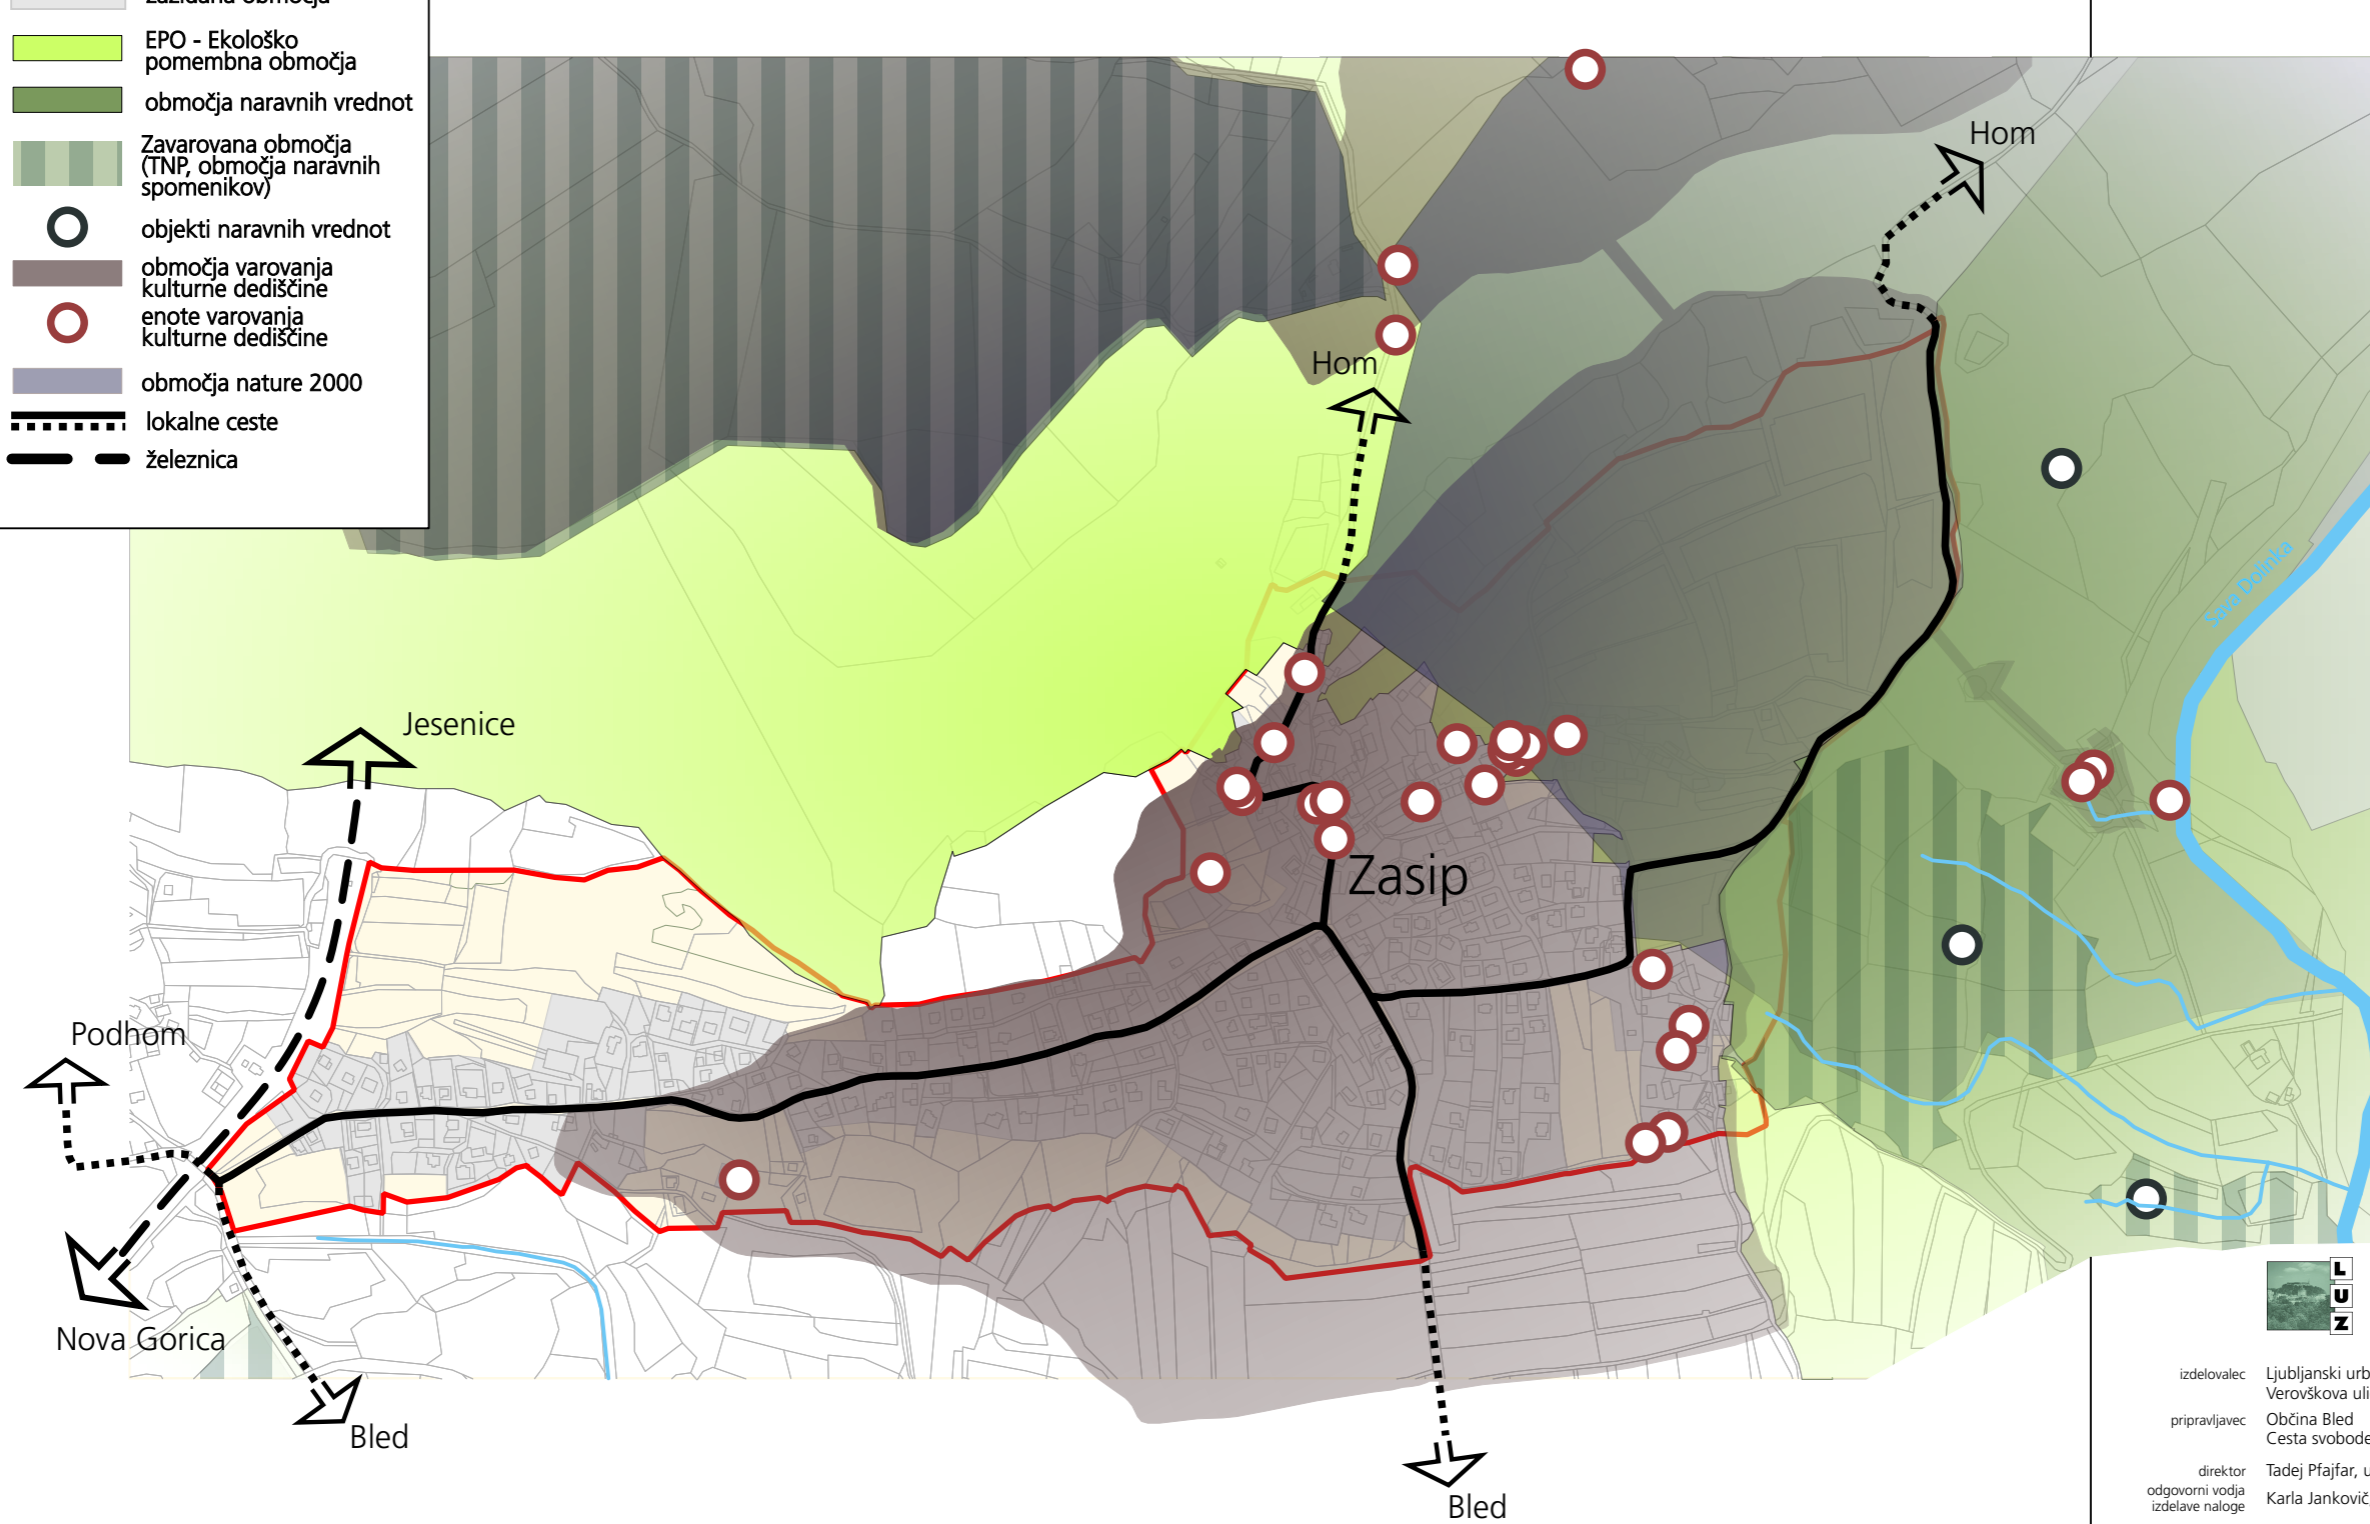 zazidana območja
EPO - Ekološko
pomembna območja
območja naravnih vrednot
Zavarovana območja
(TNP, območja naravnih
spomenikov)
objekti naravnih vrednot
območja varovanja
kulturne dediščine
enote varovanja
kulturne dediščine
območja nature 2000
lokalne ceste
železnica
Hom
Hom
Sava Dolinka
Jesenice
Zasip
Podhom
Nova Gorica
Bled
Bled
L
U
Z
izdelovalec Ljubljanski urb
Verovškova uli
pripravljavec Občina Bled
Cesta svobode
direktor Tadej Pfajfar, u
odgovorni vodja
izdelave naloge Karla Jankovič,